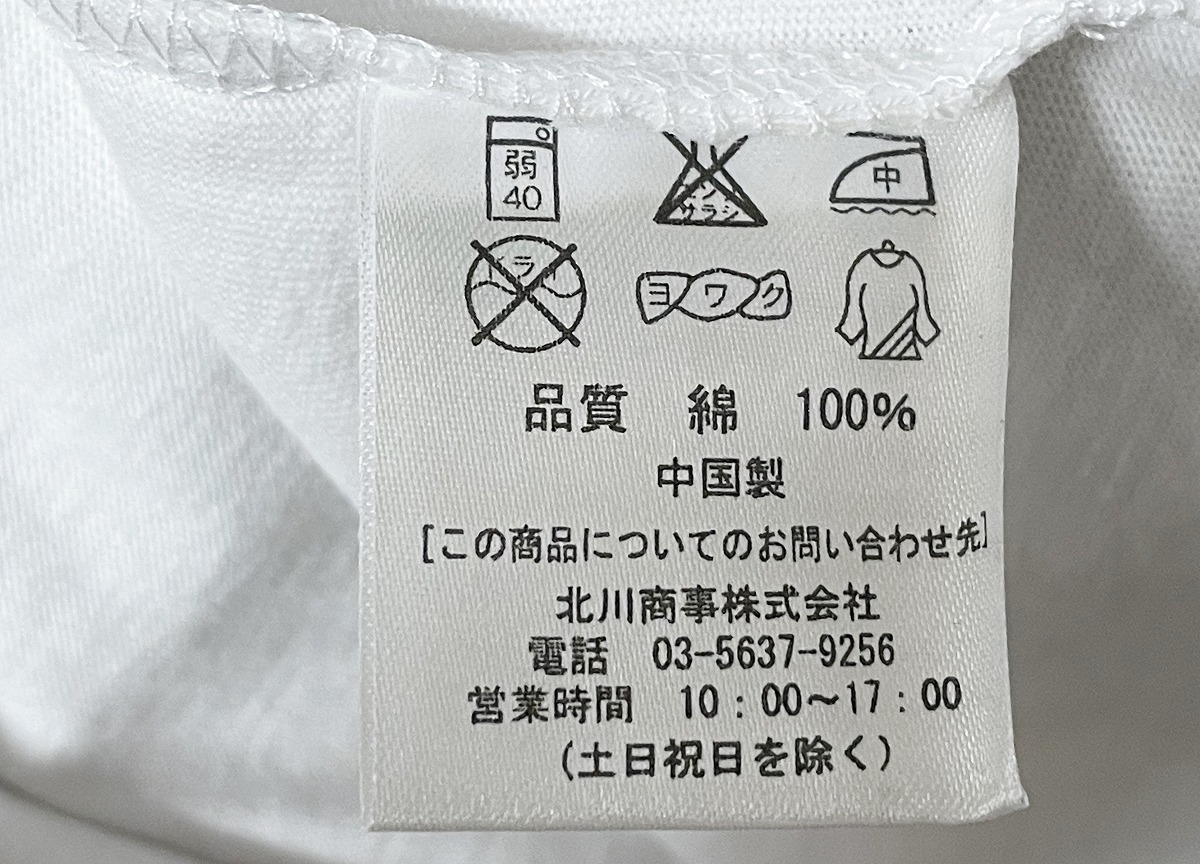 弱
40
サラシ
中
ドライ
ヨワク
品質 綿 100%
中国製
[この商品についてのお問い合わせ先]
北川商事株式会社
電話 03-5637-9256
営業時間 10:00〜17:00
(土日祝日を除く)